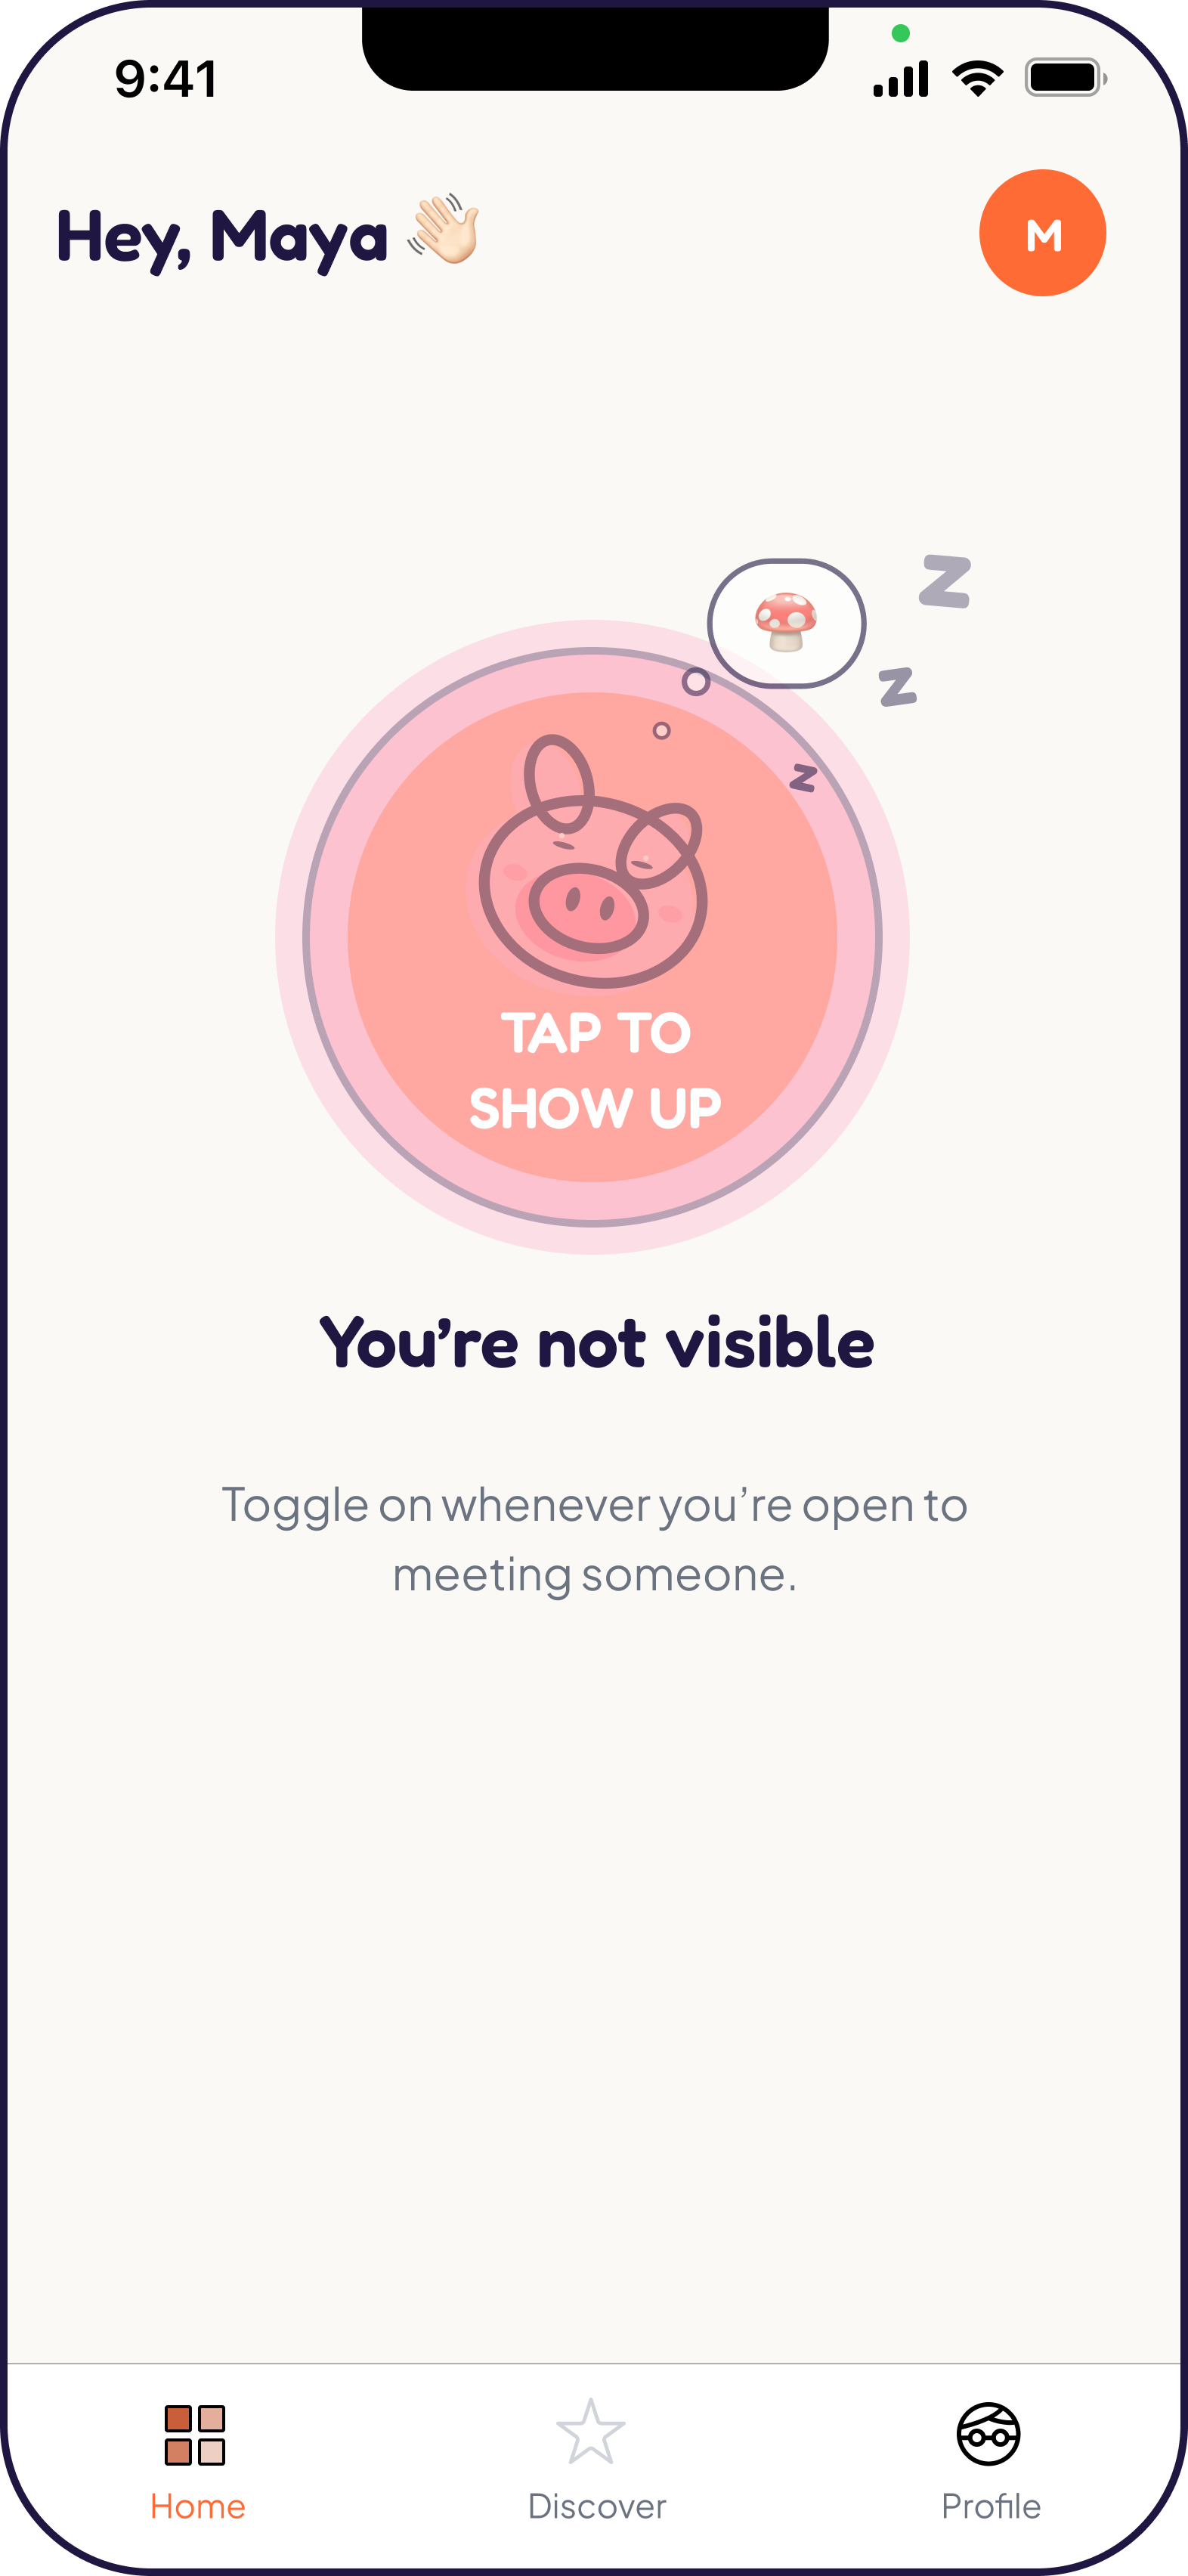 9:41
Hey, Maya 👋🏻
M
z
z
z
TAP TO
SHOW UP
You’re not visible
Toggle on whenever you’re open to
meeting someone.
Home
Discover
Profile